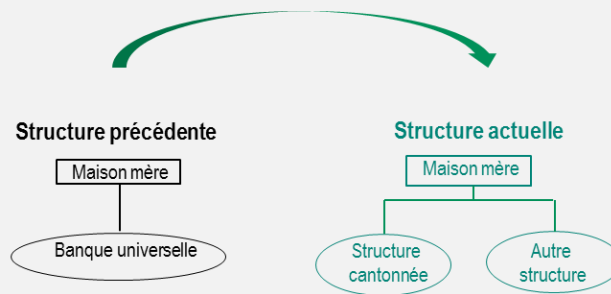 Structure précédente
Maison mère
Banque universelle
Structure actuelle
Maison mère
Structure
cantonnée
Autre
structure